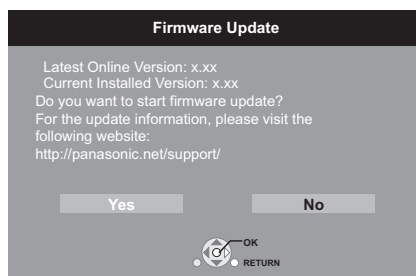 Firmware Update
Latest Online Version: x.xx
Current Installed Version: x.xx
Do you want to start firmware update?
For the update information, please visit the
following website:
http://panasonic.net/support/
Yes No
OK
RETURN